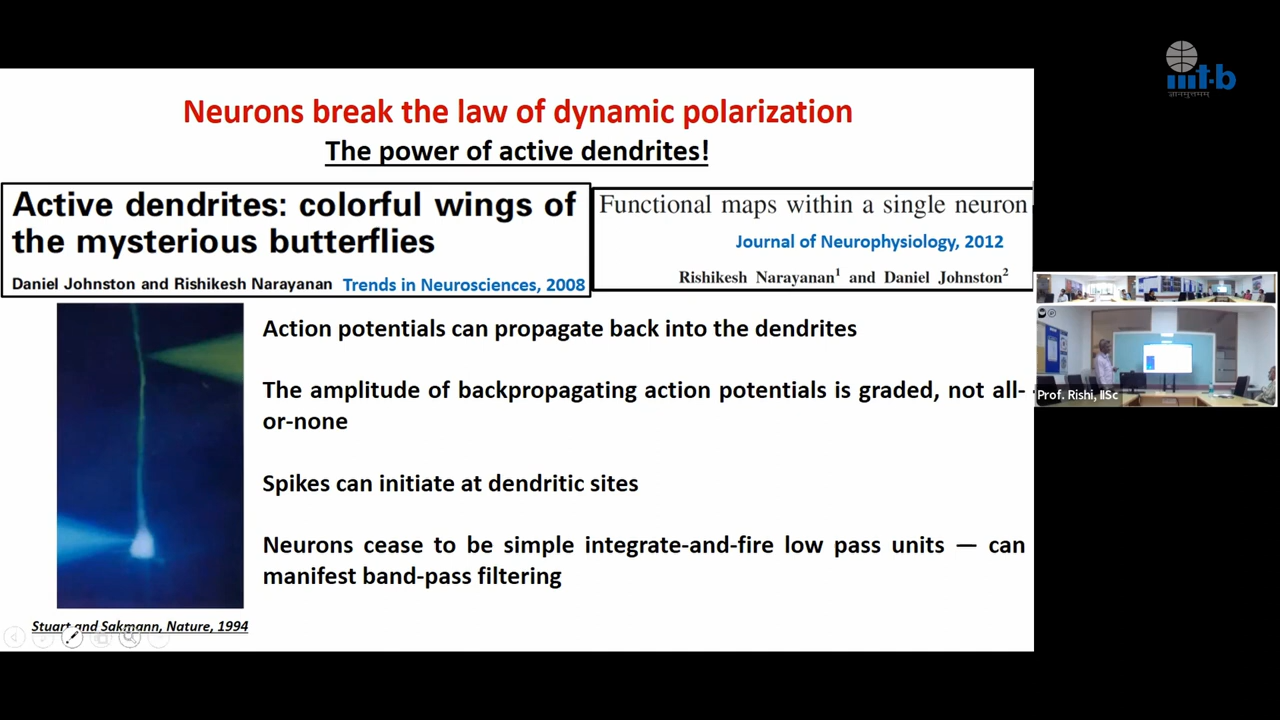 iiit-b
ज्ञानमुत्तमम्
Neurons break the law of dynamic polarization
The power of active dendrites!
Active dendrites: colorful wings of
the mysterious butterflies
Daniel Johnston and Rishikesh Narayanan Trends in Neurosciences, 2008
Functional maps within a single neuron
Journal of Neurophysiology, 2012
Rishikesh Narayanan1 and Daniel Johnston2
Action potentials can propagate back into the dendrites
The amplitude of backpropagating action potentials is graded, not all-
or-none
Spikes can initiate at dendritic sites
Neurons cease to be simple integrate-and-fire low pass units — can
manifest band-pass filtering
Stuart and Sakmann, Nature, 1994
Prof. Rishi, IISc